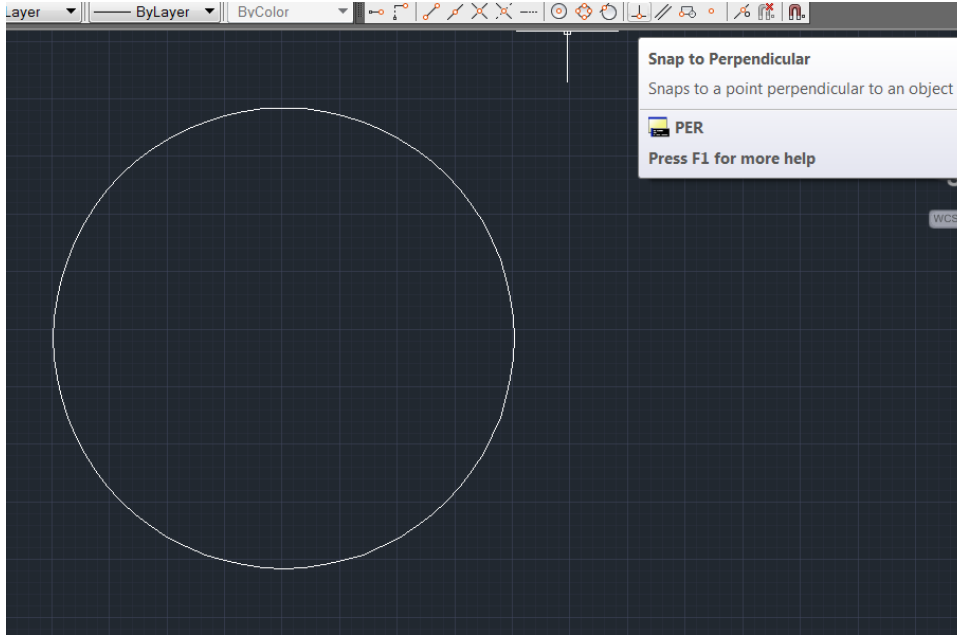 Layer ByLayer ByColor
Snap to Perpendicular
Snaps to a point perpendicular to an object
PER
Press F1 for more help
WCS